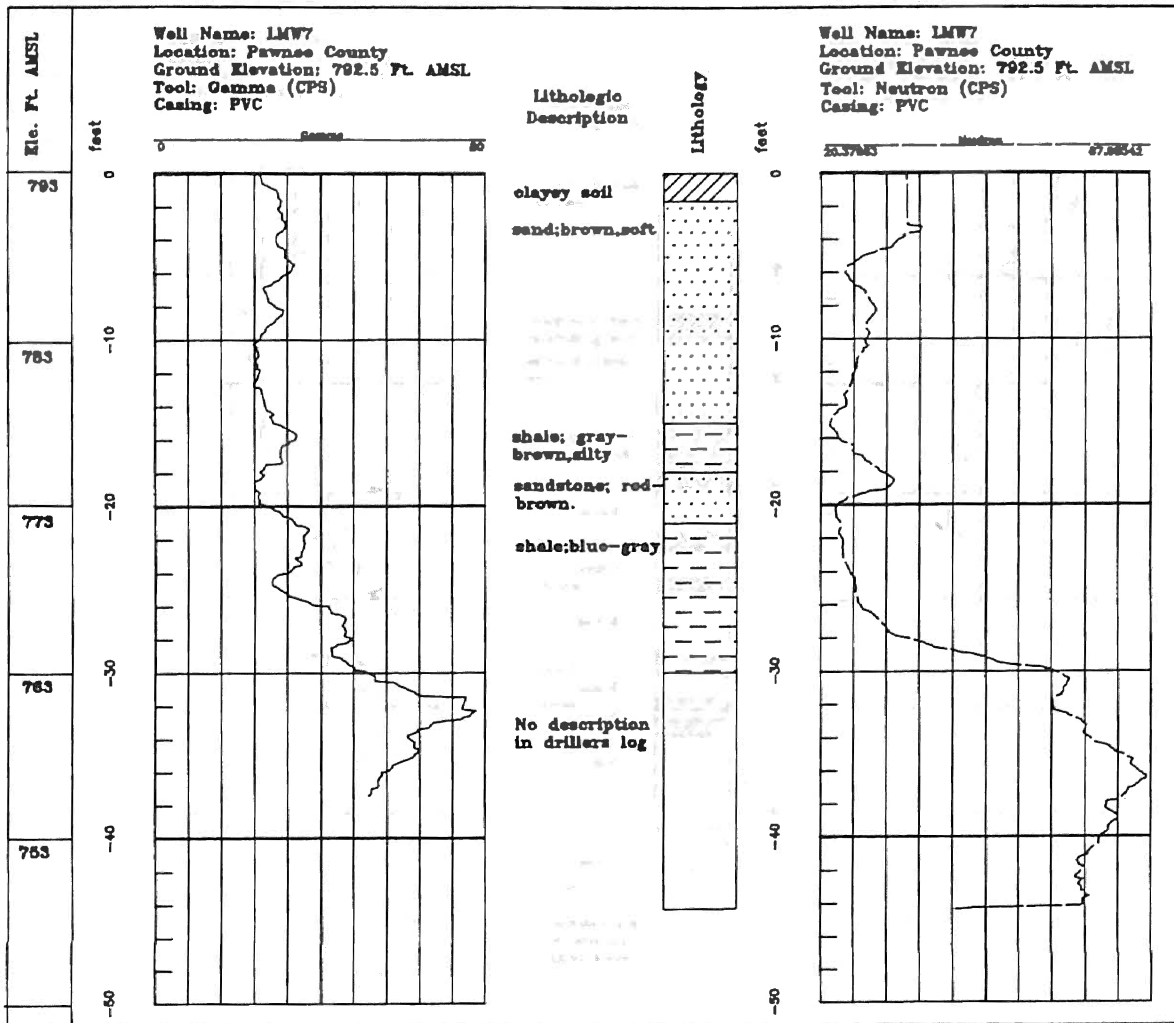 Well Name: LMW7
Location: Pawnee County
Ground Elevation: 792.5 Ft. AMSL
Tool: Gamma (CPS)
Casing: PVC
Well Name: LMW7
Location: Pawnee County
Ground Elevation: 792.5 Ft. AMSL
Tool: Neutron (CPS)
Casing: PVC
Ele. Ft. AMSL
feet
Gamma
0
Lithologic
Description
Lithology
feet
Neutron
793
783
773
763
753
0
-10
-20
-30
-40
-50
clayey soil
sand;brown,soft
shale; gray-
brown,silty
sandstone; red-
brown.
shale;blue-gray
No description
in drillers log
0
-10
-20
-30
-40
-50